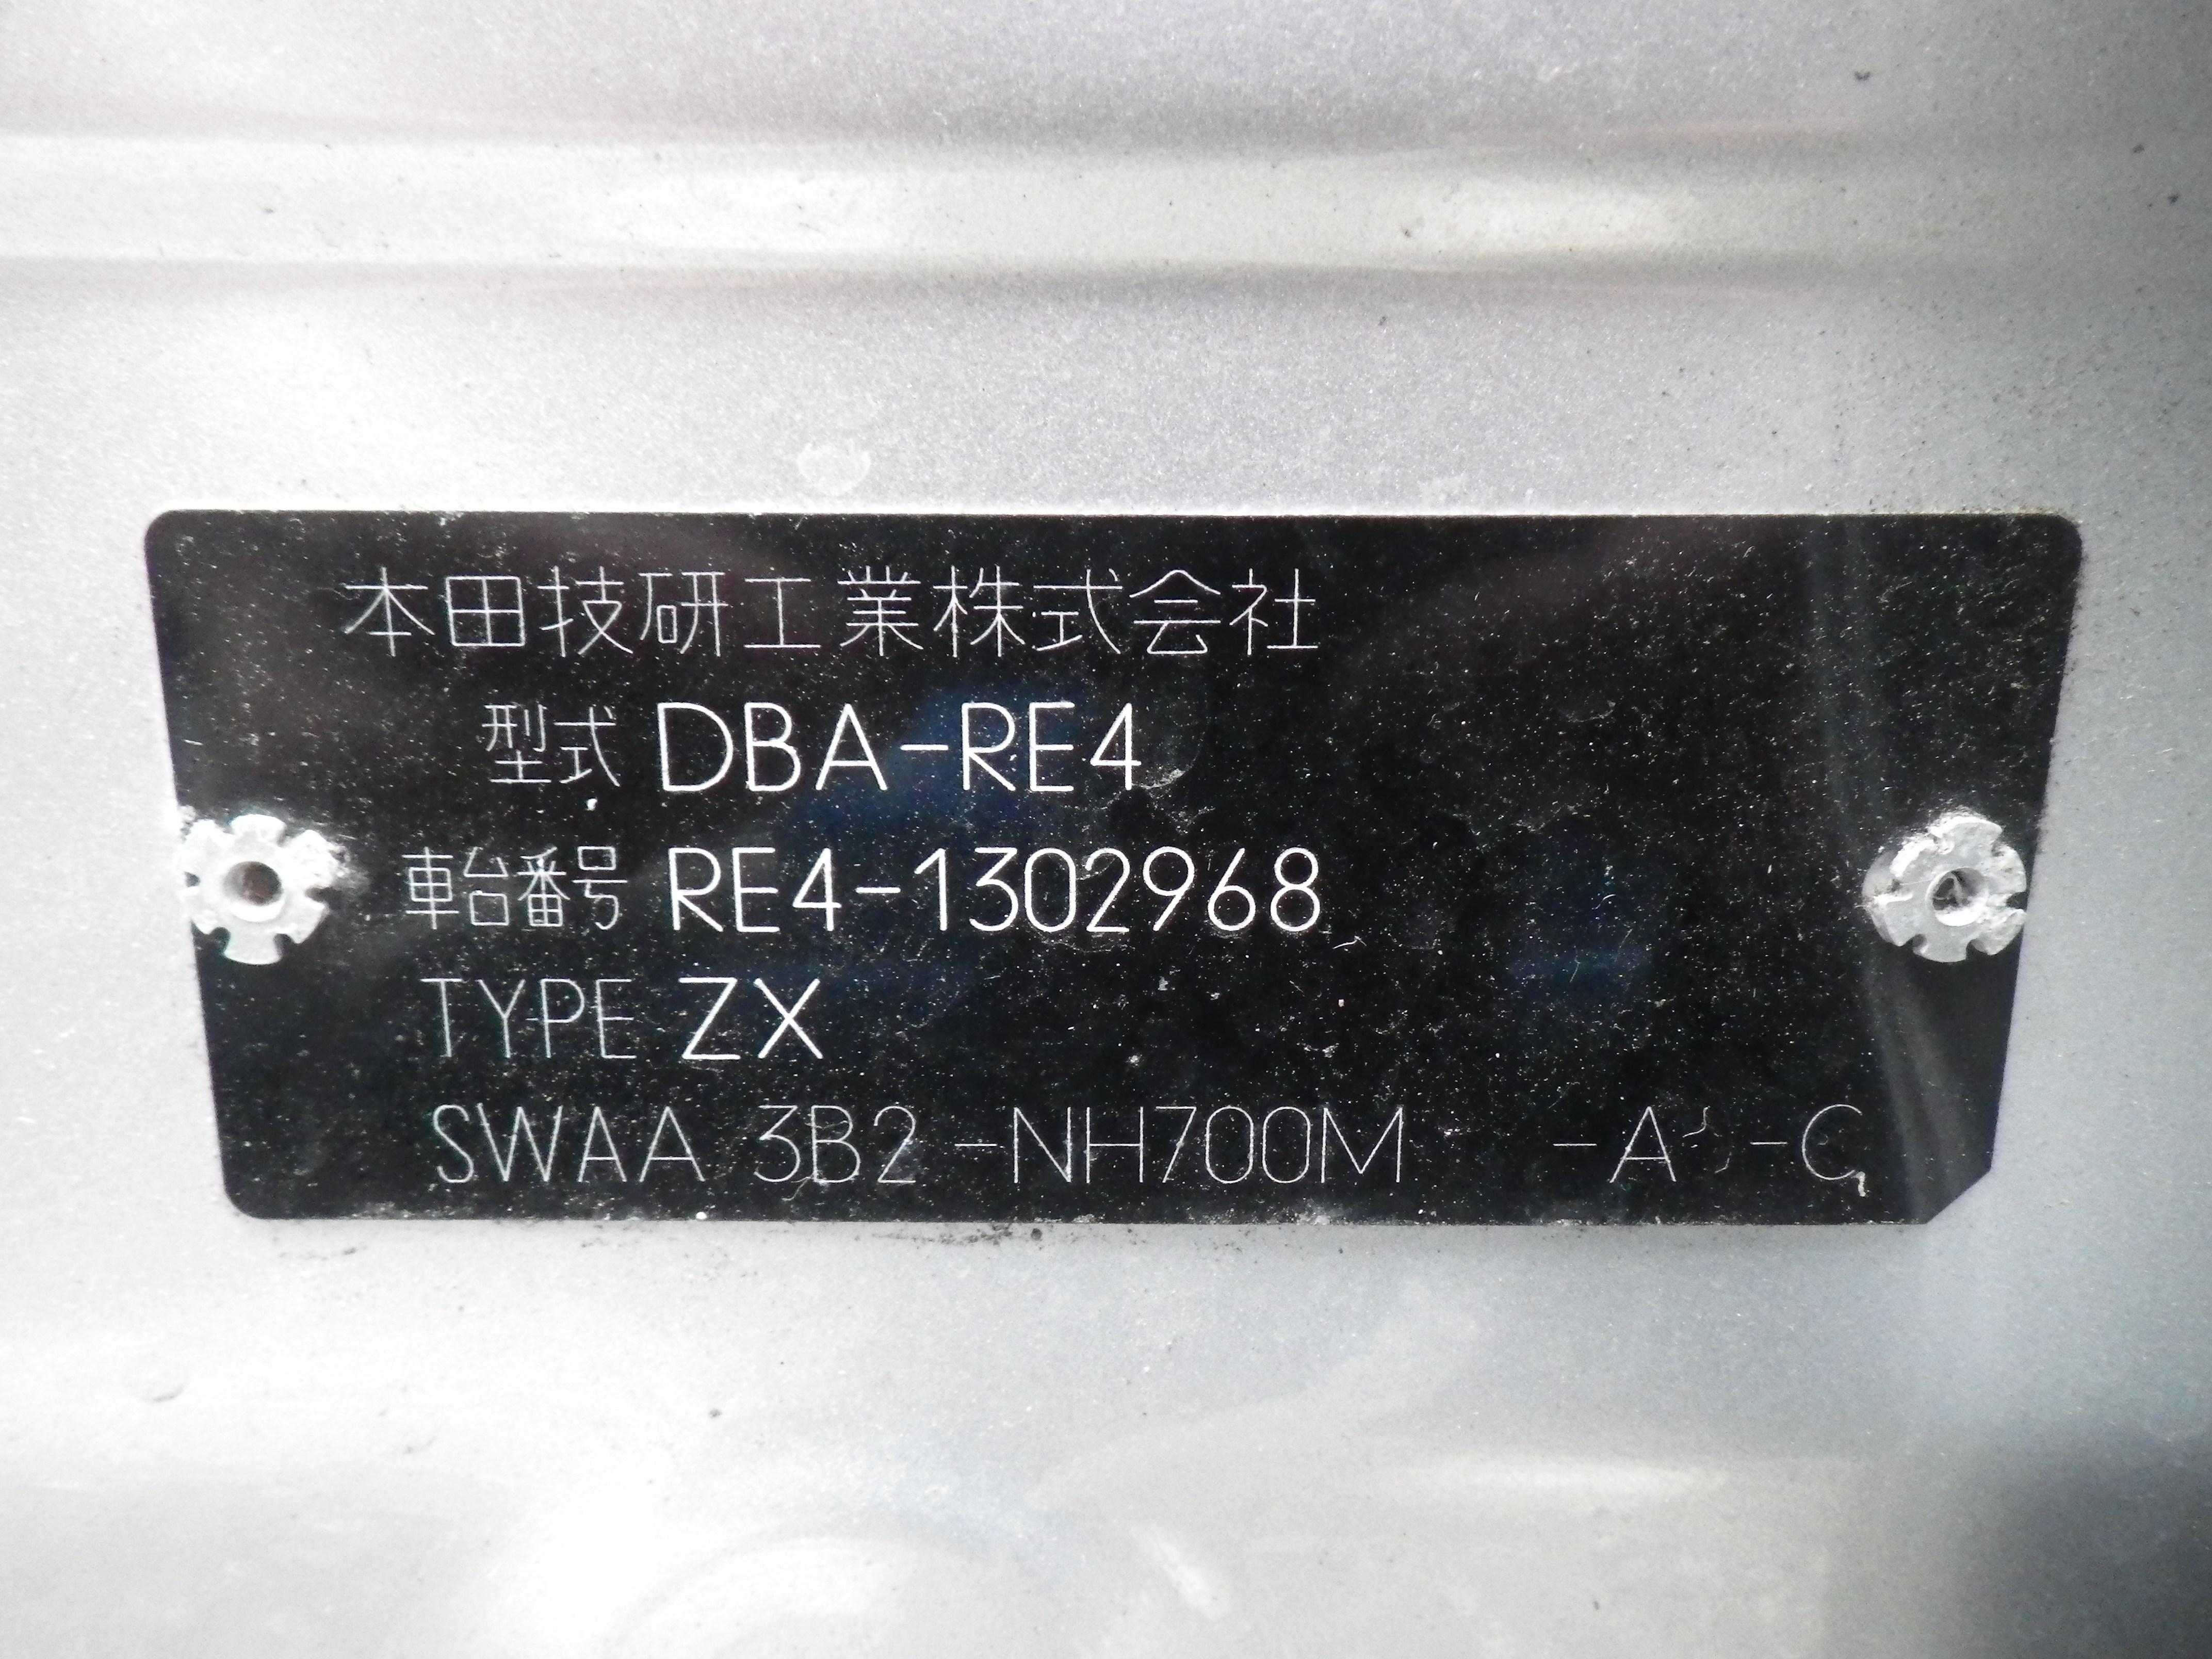 本田技研工業株式会社
型式 DBA-RE4
車台番号 RE4-1302968
TYPE ZX
SWAA 3B2-NH700M -A -C